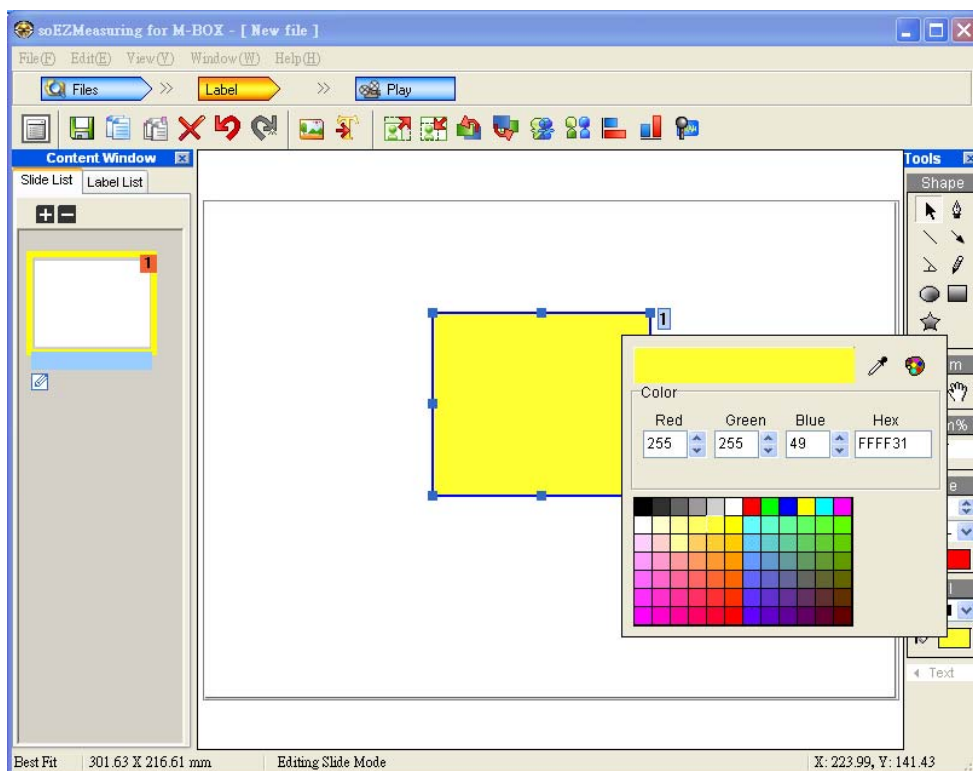 soEZMeasuring for M-BOX - [ New file ]
File(F) Edit(E) View(V) Window(W) Help(H)
Files >> Label >> Play
Content Window
Tools
Slide List Label List
Shape
1
1
m
Color
n%
Red Green Blue Hex
255 255 49 FFFF31
e
l
Text
Best Fit 301.63 X 216.61 mm Editing Slide Mode X: 223.99, Y: 141.43